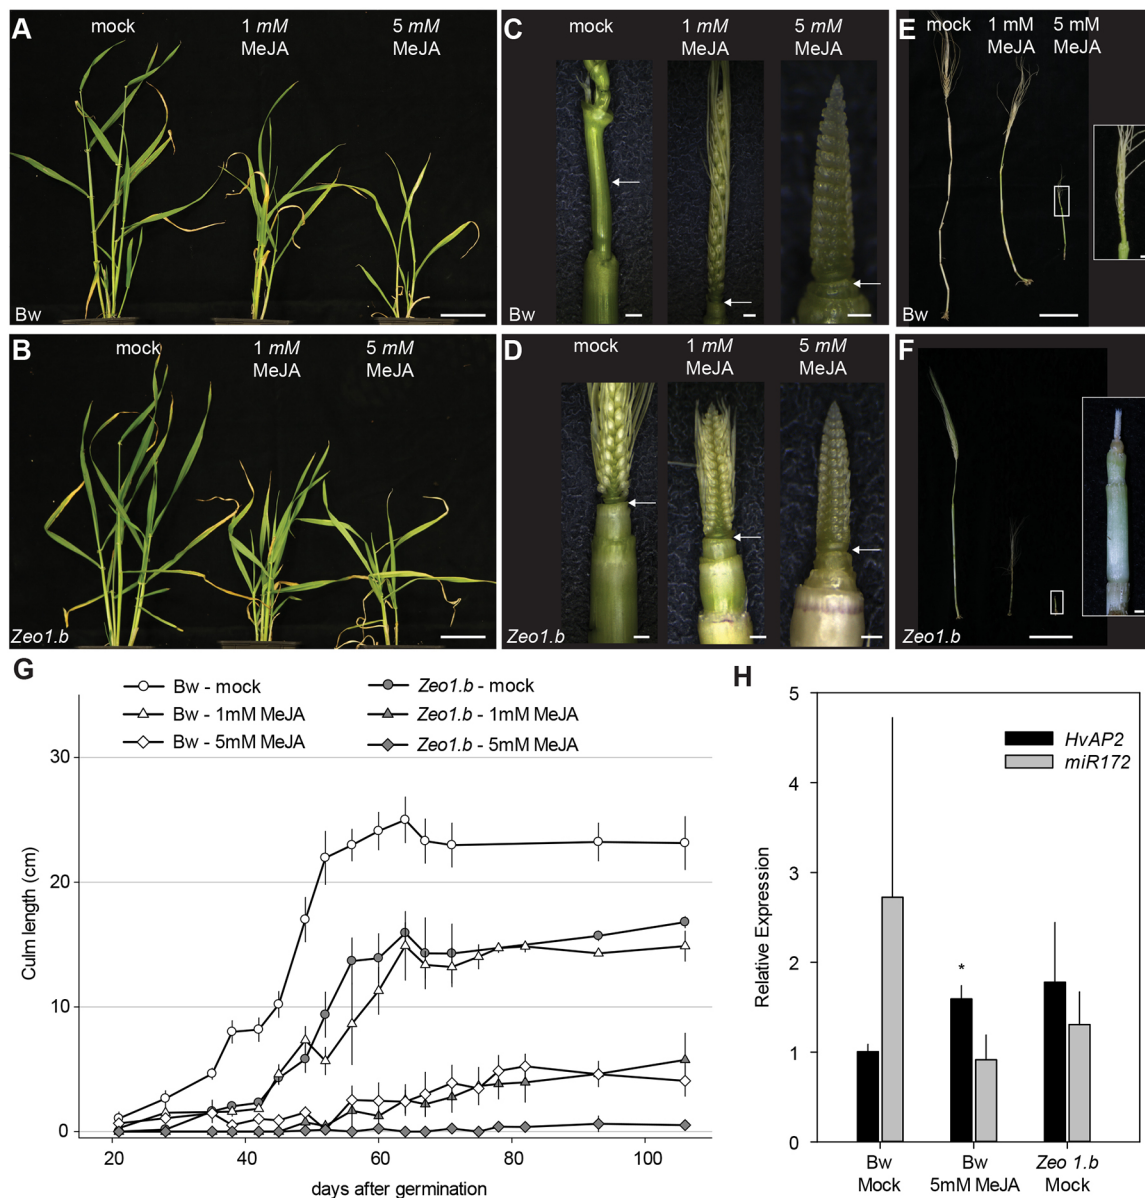 A
mock
1 mM
MeJA
5 mM
MeJA
Bw
B
mock
1 mM
MeJA
5 mM
MeJA
Zeo1.b
C
mock
1 mM
MeJA
5 mM
MeJA
D
mock
1 mM
MeJA
5 mM
MeJA
E
mock
1 mM
MeJA
5 mM
MeJA
Bw
F
Zeo1.b
G
Bw - mock
Bw - 1mM MeJA
Bw - 5mM MeJA
Zeo1.b - mock
Zeo1.b - 1mM MeJA
Zeo1.b - 5mM MeJA
Culm length (cm)
30
20
10
0
20
40
60
80
100
days after germination
H
HvAP2
miR172
Relative Expression
5
4
3
2
1
0
*
Bw
Mock
Bw
5mM MeJA
Zeo 1.b
Mock